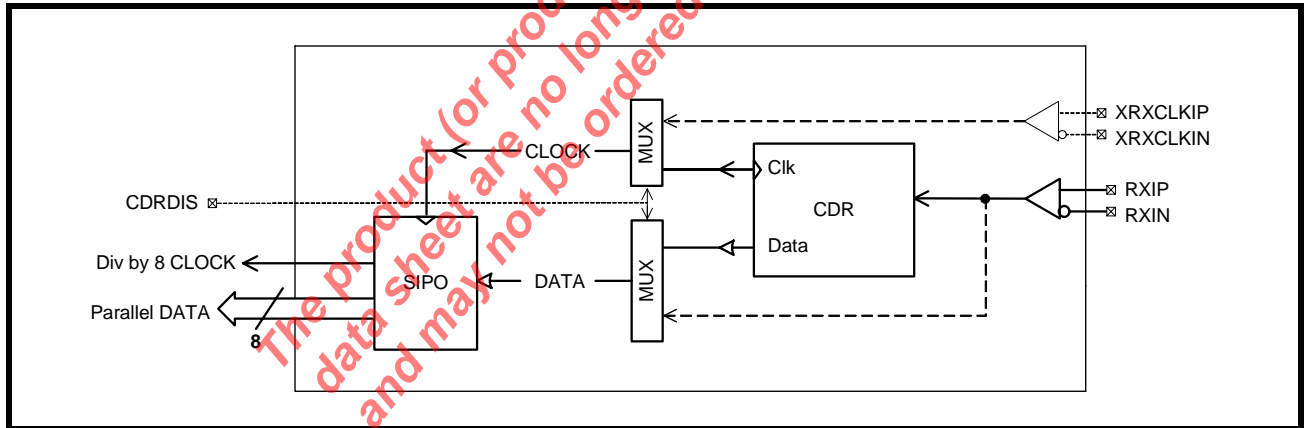 XRXCLKIP
XRXCLKIN
MUX
CLOCK
Clk
CDR
Data
RXIP
RXIN
CDRDIS
Div by 8 CLOCK
SIPO
DATA
MUX
Parallel DATA
8
The product (or prod
data sheet are no long
and may not be ordered